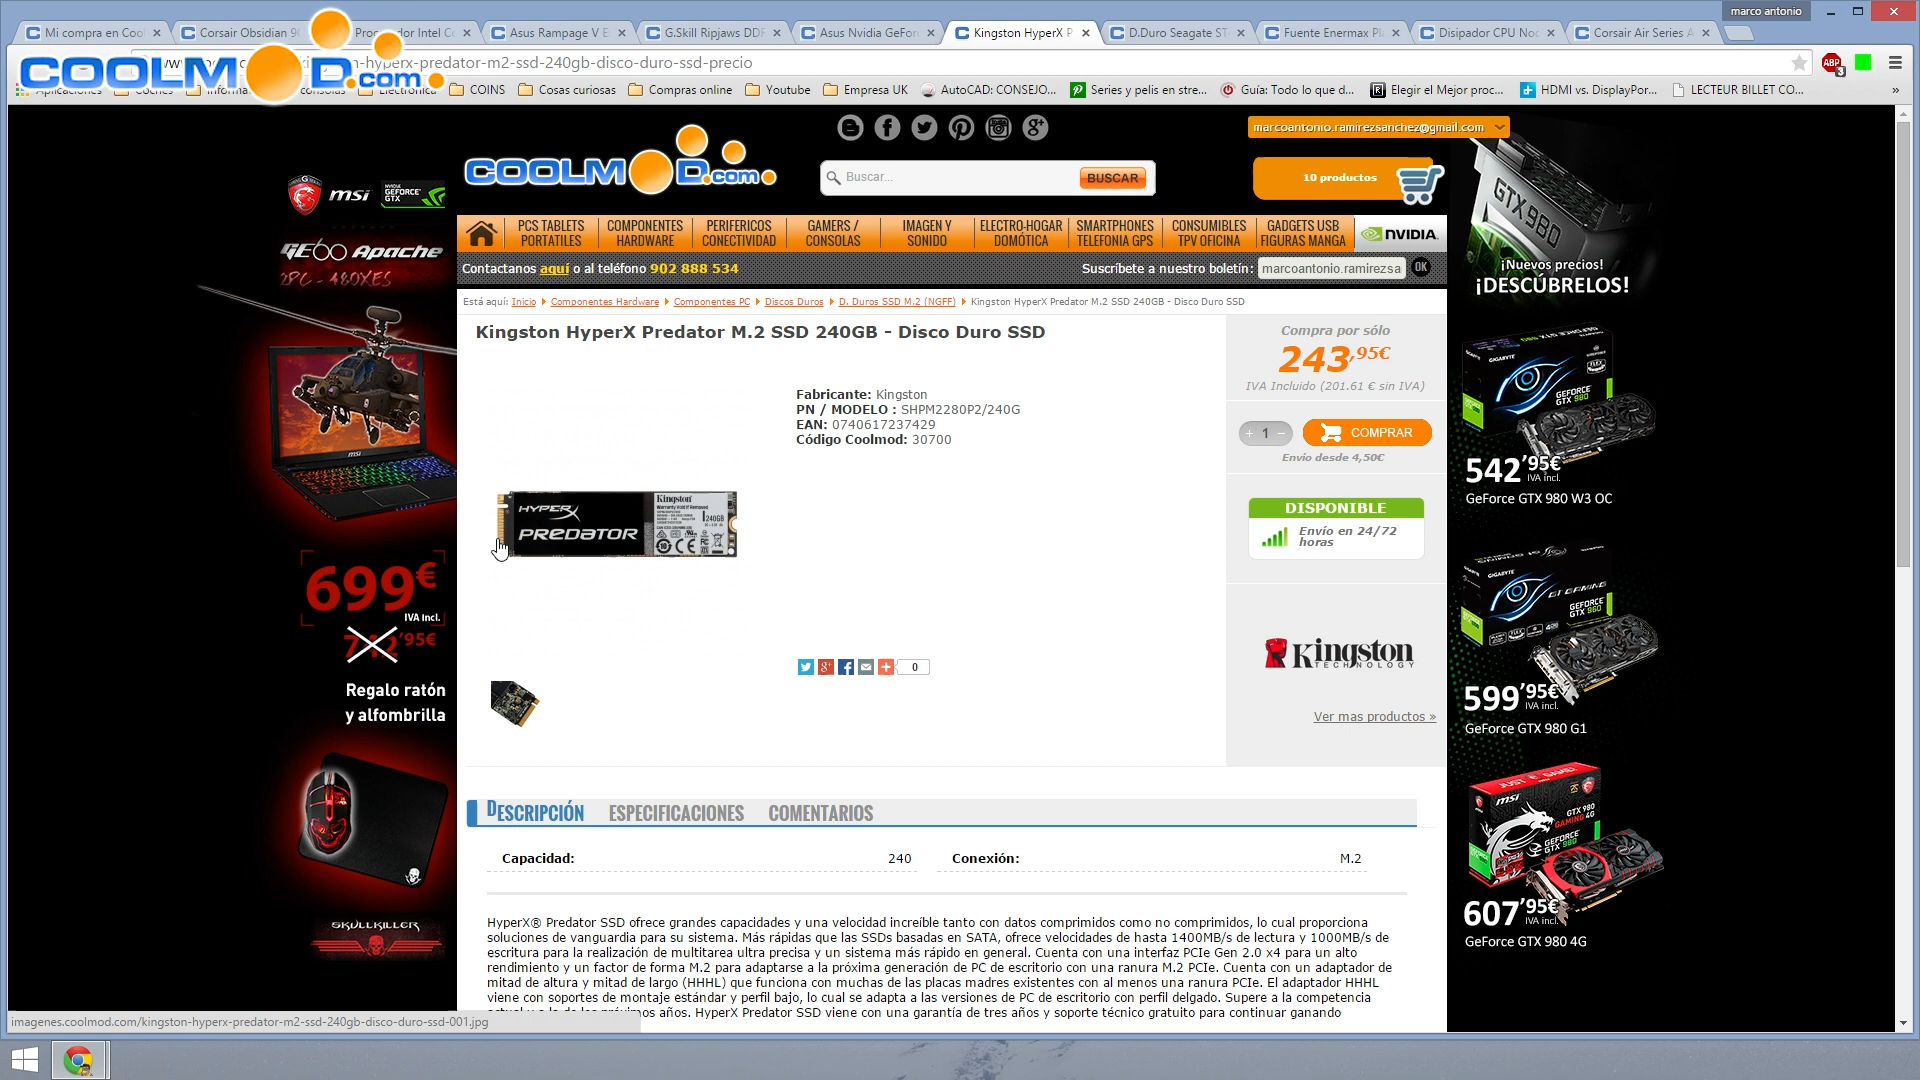 marco antonio
Mi compra en Cool
Corsair Obsidian 90
Procesador Intel Co
Asus Rampage V E
G.Skill Ripjaws DDR
Asus Nvidia GeFor
Kingston HyperX P
D.Duro Seagate ST
Fuente Enermax Pl
Disipador CPU Noc
Corsair Air Series A
n-hyperx-predator-m2-ssd-240gb-disco-duro-ssd-precio
COOLMOD.com
ABP
3
Aplicaciones
Coches
Electrónica
COINS
Cosas curiosas
Compras online
Youtube
Empresa UK
AutoCAD: CONSEJO...
Series y pelis en stre...
Guía: Todo lo que d...
Elegir el Mejor proc...
HDMI vs. DisplayPor...
LECTEUR BILLET CO...
»
marcoantonio.ramirezsanchez@gmail.com
COOLMOD.com
Buscar...
BUSCAR
10 productos
PCS TABLETS PORTATILES
COMPONENTES HARDWARE
PERIFERICOS CONECTIVIDAD
GAMERS / CONSOLAS
IMAGEN Y SONIDO
ELECTRO-HOGAR DOMÓTICA
SMARTPHONES TELEFONIA GPS
CONSUMIBLES TPV OFICINA
GADGETS USB FIGURAS MANGA
NVIDIA.
Contactanos aquí o al teléfono 902 888 534
Suscríbete a nuestro boletín:
marcoantonio.ramirezsa
OK
Está aquí: Inicio Componentes Hardware Componentes PC Discos Duros D. Duros SSD M.2 (NGFF) Kingston HyperX Predator M.2 SSD 240GB - Disco Duro SSD
Kingston HyperX Predator M.2 SSD 240GB - Disco Duro SSD
Fabricante: Kingston
PN / MODELO : SHPM2280P2/240G
EAN: 0740617237429
Código Coolmod: 30700
HYPERX
PREDATOR
Kingston
240GB
0
Compra por sólo
243,95€
IVA Incluido (201.61 € sin IVA)
+ 1 −
COMPRAR
Envío desde 4,50€
DISPONIBLE
Envío en 24/72
horas
Kingston
TECHNOLOGY
Ver mas productos »
DESCRIPCIÓN
ESPECIFICACIONES
COMENTARIOS
Capacidad: 240
Conexión: M.2
HyperX® Predator SSD ofrece grandes capacidades y una velocidad increíble tanto con datos comprimidos como no comprimidos, lo cual proporciona
soluciones de vanguardia para su sistema. Más rápidas que las SSDs basadas en SATA, ofrece velocidades de hasta 1400MB/s de lectura y 1000MB/s de
escritura para la realización de multitarea ultra precisa y un sistema más rápido en general. Cuenta con una interfaz PCIe Gen 2.0 x4 para un alto
rendimiento y un factor de forma M.2 para adaptarse a la próxima generación de PC de escritorio con una ranura M.2 PCIe. Cuenta con un adaptador de
mitad de altura y mitad de largo (HHHL) que funciona con muchas de las placas madres existentes con al menos una ranura PCIe. El adaptador HHHL
viene con soportes de montaje estándar y perfil bajo, lo cual se adapta a las versiones de PC de escritorio con perfil delgado. Supere a la competencia
años. HyperX Predator SSD viene con una garantía de tres años y soporte técnico gratuito para continuar ganando
msi
NVIDIA GEFORCE GTX
GE60 Apache
2PC - 480XES
msi
699€
IVA Incl.
742'95€
Regalo ratón
y alfombrilla
SKULLKILLER
GTX 980
¡Nuevos precios!
¡DESCÚBRELOS!
GIGABYTE
GEFORCE GTX 980
542'95€
IVA incl.
GeForce GTX 980 W3 OC
GIGABYTE
G1 GAMING
599'95€
IVA incl.
GeForce GTX 980 G1
JUST GAME!
msi
GTX 980
GAMING 4G
GEFORCE GTX 980
607'95€
IVA incl.
GeForce GTX 980 4G
imagenes.coolmod.com/kingston-hyperx-predator-m2-ssd-240gb-disco-duro-ssd-001.jpg